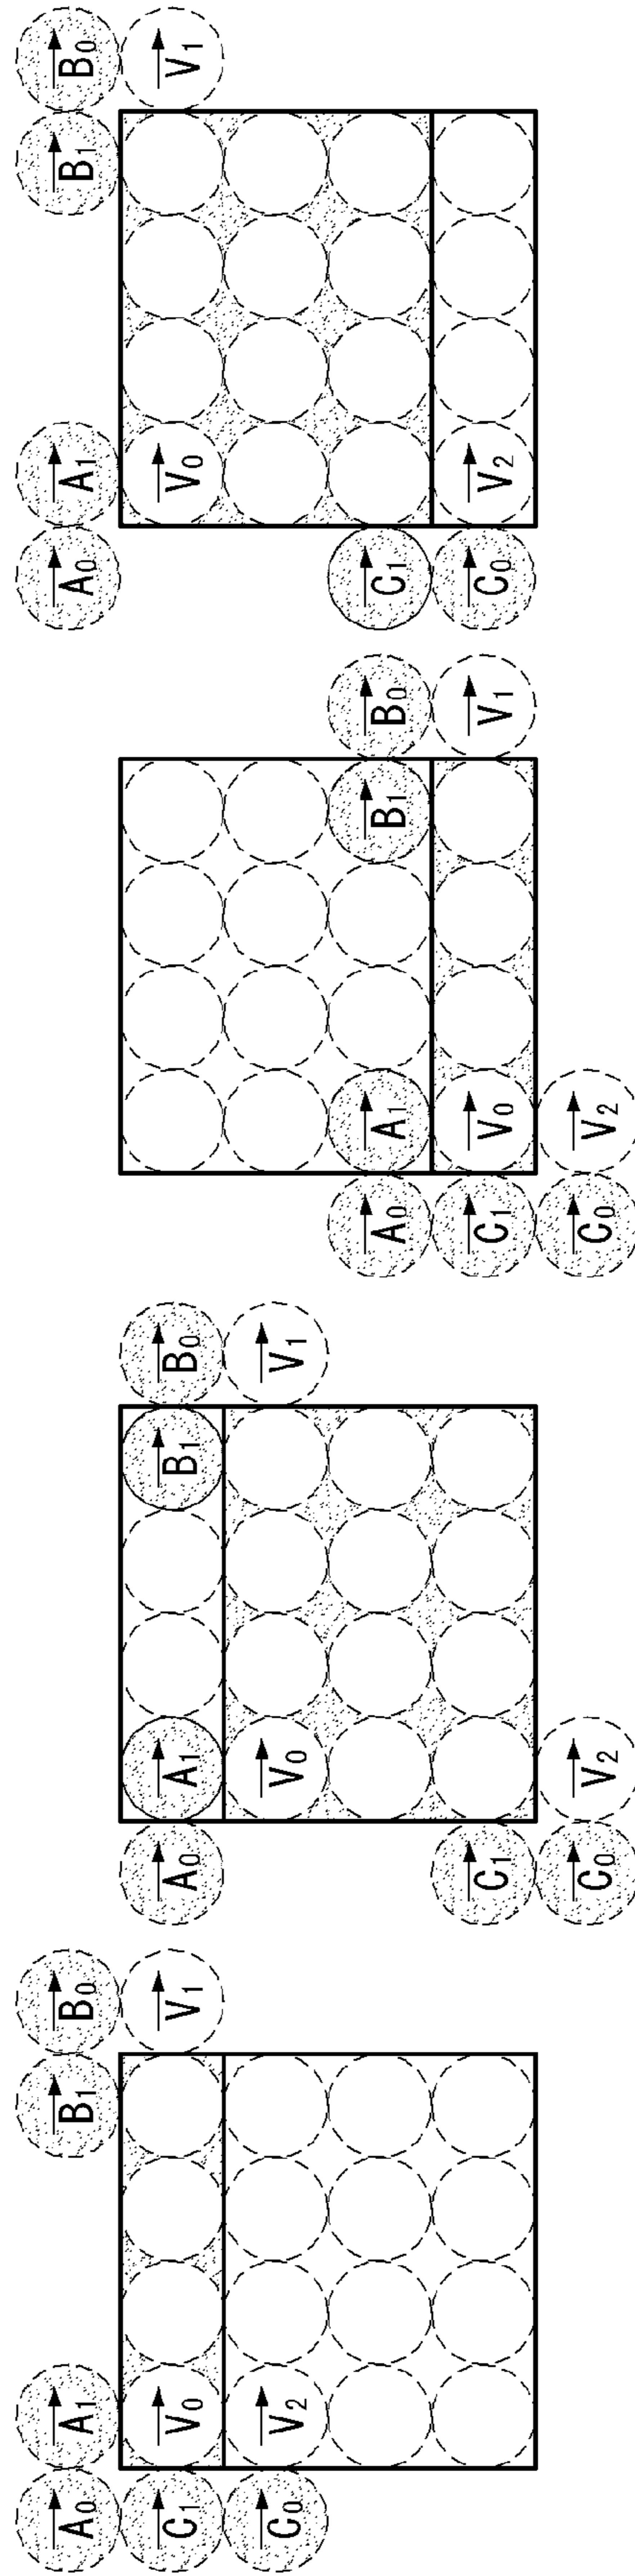 A₀ A₁ B₁ B₀
C₁ V₀ V₁
C₀ V₂
A₀ A₁ B₁ B₀
V₀ V₁
C₁
C₀ V₂
A₀ A₁ B₁ B₀
C₁ V₀ V₁
C₀ V₂
A₀ A₁ B₁ B₀
V₀ V₁
C₁
C₀ V₂